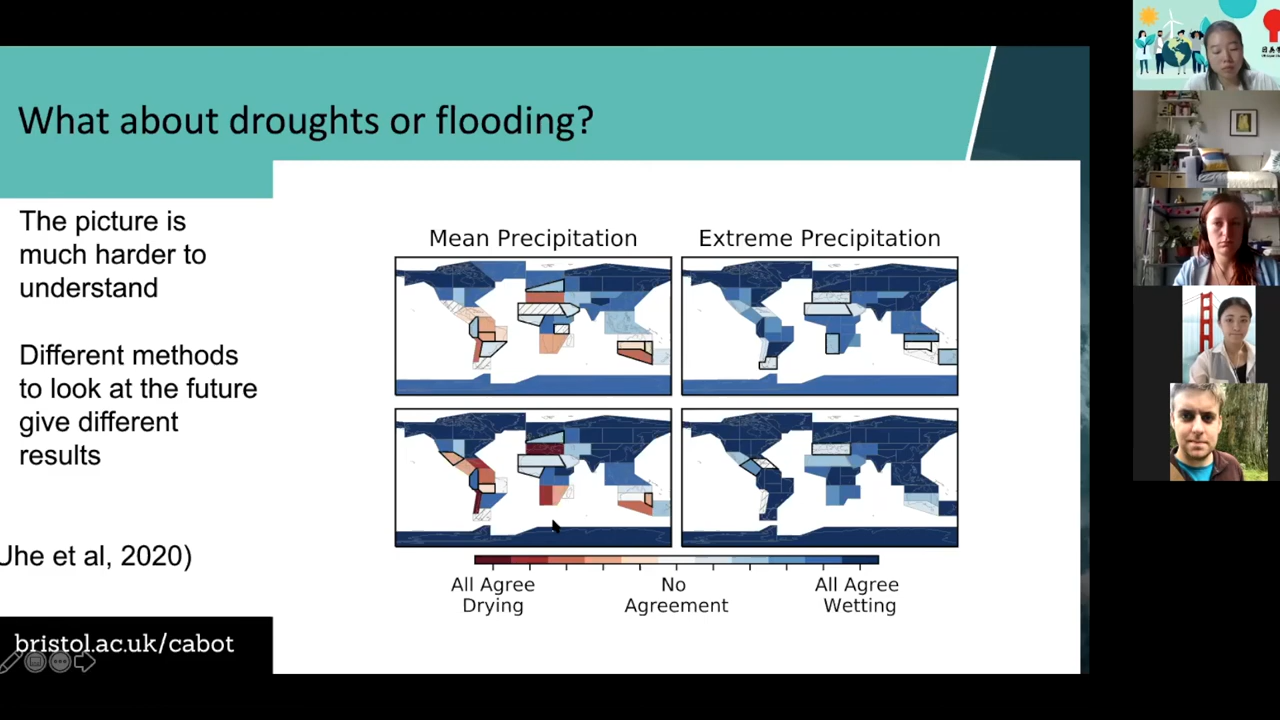 What about droughts or flooding?
The picture is
much harder to
understand
Different methods
to look at the future
give different
results
Uhe et al, 2020)
bristol.ac.uk/cabot
Mean Precipitation
Extreme Precipitation
All Agree
Drying
No
Agreement
All Agree
Wetting